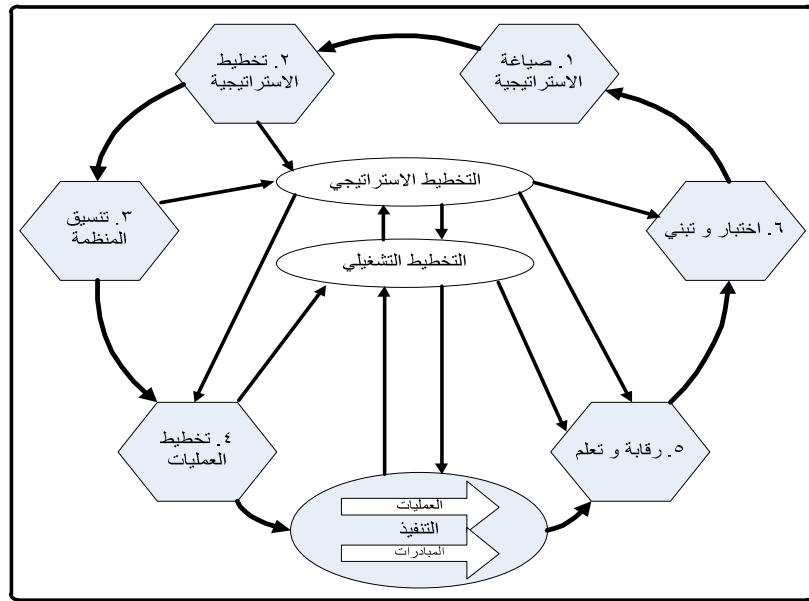 ١. صياغة
الاستراتيجية
٢. تخطيط
الاستراتيجية
٣. تنسيق
المنظمة
٤. تخطيط
العمليات
٥. رقابة و تعلم
٦. اختبار و تبني
التخطيط الاستراتيجي
التخطيط التشغيلي
العمليات
التنفيذ
المبادرات